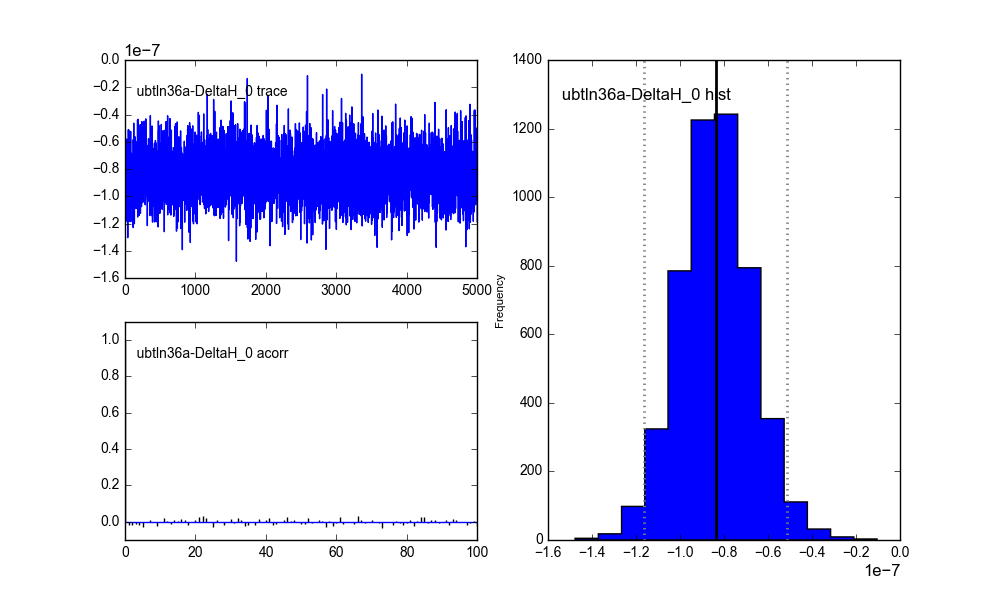 1e−7
0.0
−0.2
−0.4
−0.6
−0.8
−1.0
−1.2
−1.4
−1.6
ubtln36a-DeltaH_0 trace
0 1000 2000 3000 4000 5000
1.0
0.8
0.6
0.4
0.2
0.0
ubtln36a-DeltaH_0 acorr
0 20 40 60 80 100
Frequency
1400
1200
1000
800
600
400
200
0
ubtln36a-DeltaH_0 hist
−1.6 −1.4 −1.2 −1.0 −0.8 −0.6 −0.4 −0.2 0.0
1e−7